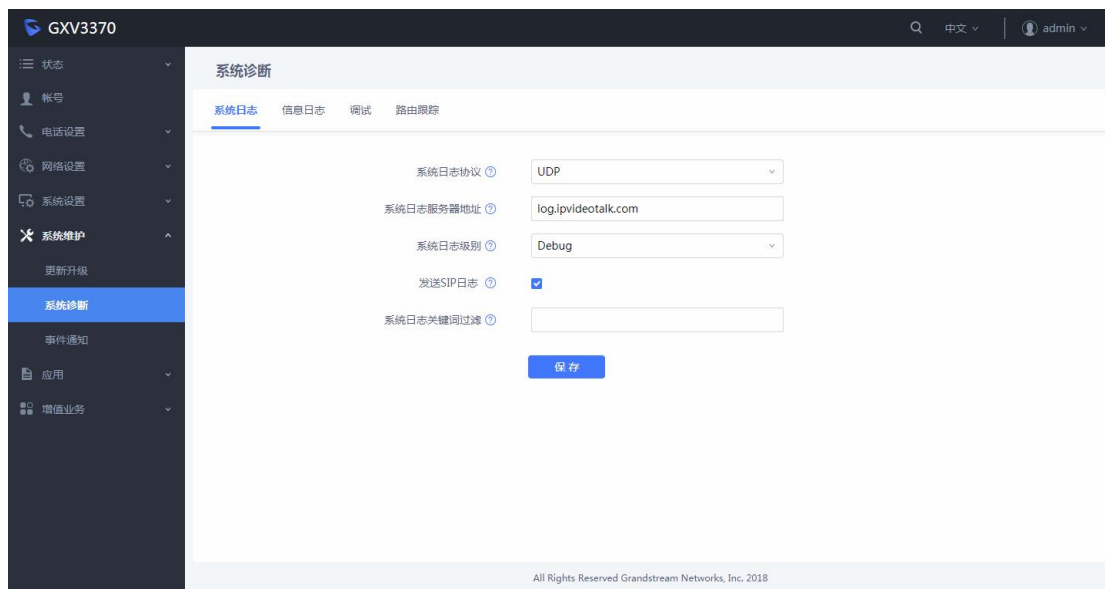 GXV3370
中文
admin
状态
帐号
电话设置
网络设置
系统设置
系统维护
更新升级
系统诊断
事件通知
应用
增值业务
系统诊断
系统日志 信息日志 调试 路由跟踪
系统日志协议 UDP
系统日志服务器地址 log.ipvideotalk.com
系统日志级别 Debug
发送SIP日志
系统日志关键词过滤
保存
All Rights Reserved Grandstream Networks, Inc. 2018